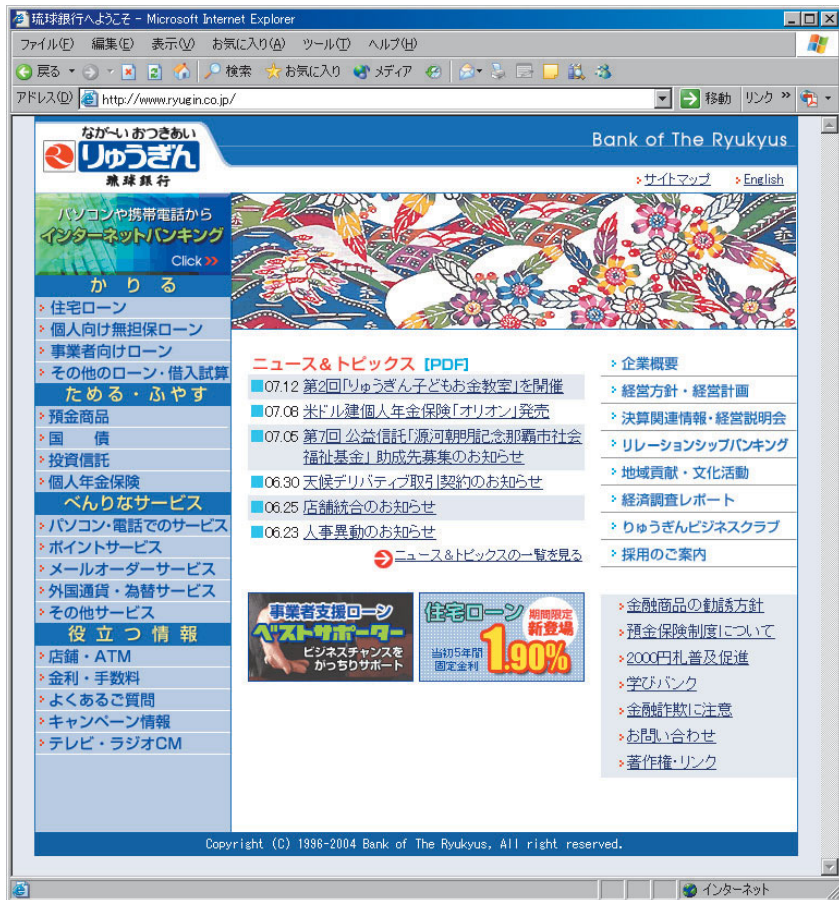 琉球銀行へようこそ - Microsoft Internet Explorer
ファイル(F) 編集(E) 表示(V) お気に入り(A) ツール(T) ヘルプ(H)
戻る 検索 お気に入り メディア
アドレス(D) http://www.ryugin.co.jp/ 移動 リンク »
なが〜い おつきあい
りゅうぎん
琉球銀行
Bank of The Ryukyus
サイトマップ English
パソコンや携帯電話から
インターネットバンキング
Click
かりる
住宅ローン
個人向け無担保ローン
事業者向けローン
その他のローン・借入試算
ためる・ふやす
預金商品
国 債
投資信託
個人年金保険
べんりなサービス
パソコン・電話でのサービス
ポイントサービス
メールオーダーサービス
外国通貨・為替サービス
その他サービス
役立つ情報
店舗・ATM
金利・手数料
よくあるご質問
キャンペーン情報
テレビ・ラジオCM
ニュース&トピックス [PDF]
07.12 第2回「りゅうぎん子どもお金教室」を開催
07.08 米ドル建個人年金保険「オリオン」発売
07.05 第7回 公益信託「源河朝明記念那覇市社会
福祉基金」 助成先募集のお知らせ
06.30 天候デリバティブ取引契約のお知らせ
06.25 店舗統合のお知らせ
06.23 人事異動のお知らせ
ニュース&トピックスの一覧を見る
事業者支援ローン
ベストサポーター
ビジネスチャンスを
がっちりサポート
住宅ローン
期間限定
新登場
当初5年間
固定金利
1.90%
企業概要
経営方針・経営計画
決算関連情報・経営説明会
リレーションシップバンキング
地域貢献・文化活動
経済調査レポート
りゅうぎんビジネスクラブ
採用のご案内
金融商品の勧誘方針
預金保険制度について
2000円札普及促進
学びバンク
金融詐欺に注意
お問い合わせ
著作権・リンク
Copyright (C) 1996-2004 Bank of The Ryukyus, All right reserved.
インターネット